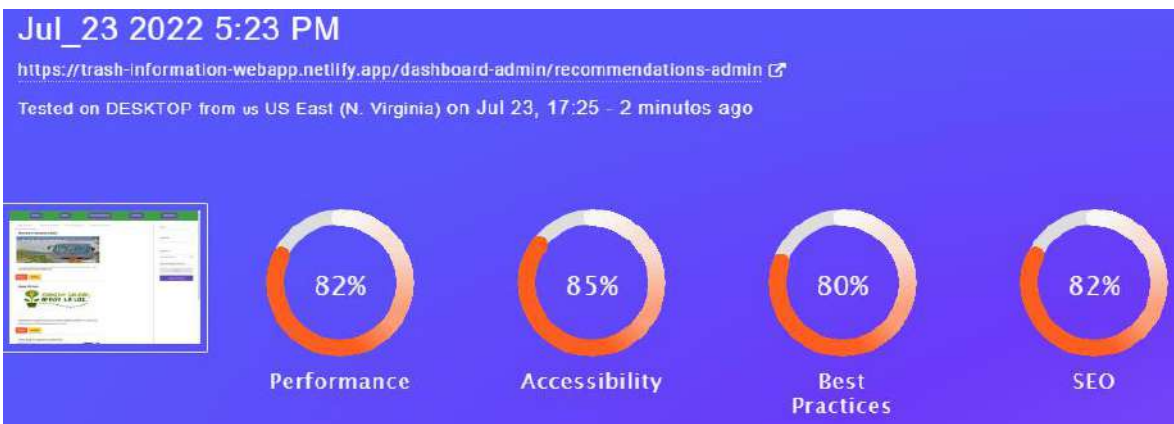 Jul_23 2022 5:23 PM
https://trash-information-webapp.netlify.app/dashboard-admin/recommendations-admin
Tested on DESKTOP from us US East (N. Virginia) on Jul 23, 17:25 - 2 minutes ago
82%
85%
80%
82%
Performance
Accessibility
Best
Practices
SEO